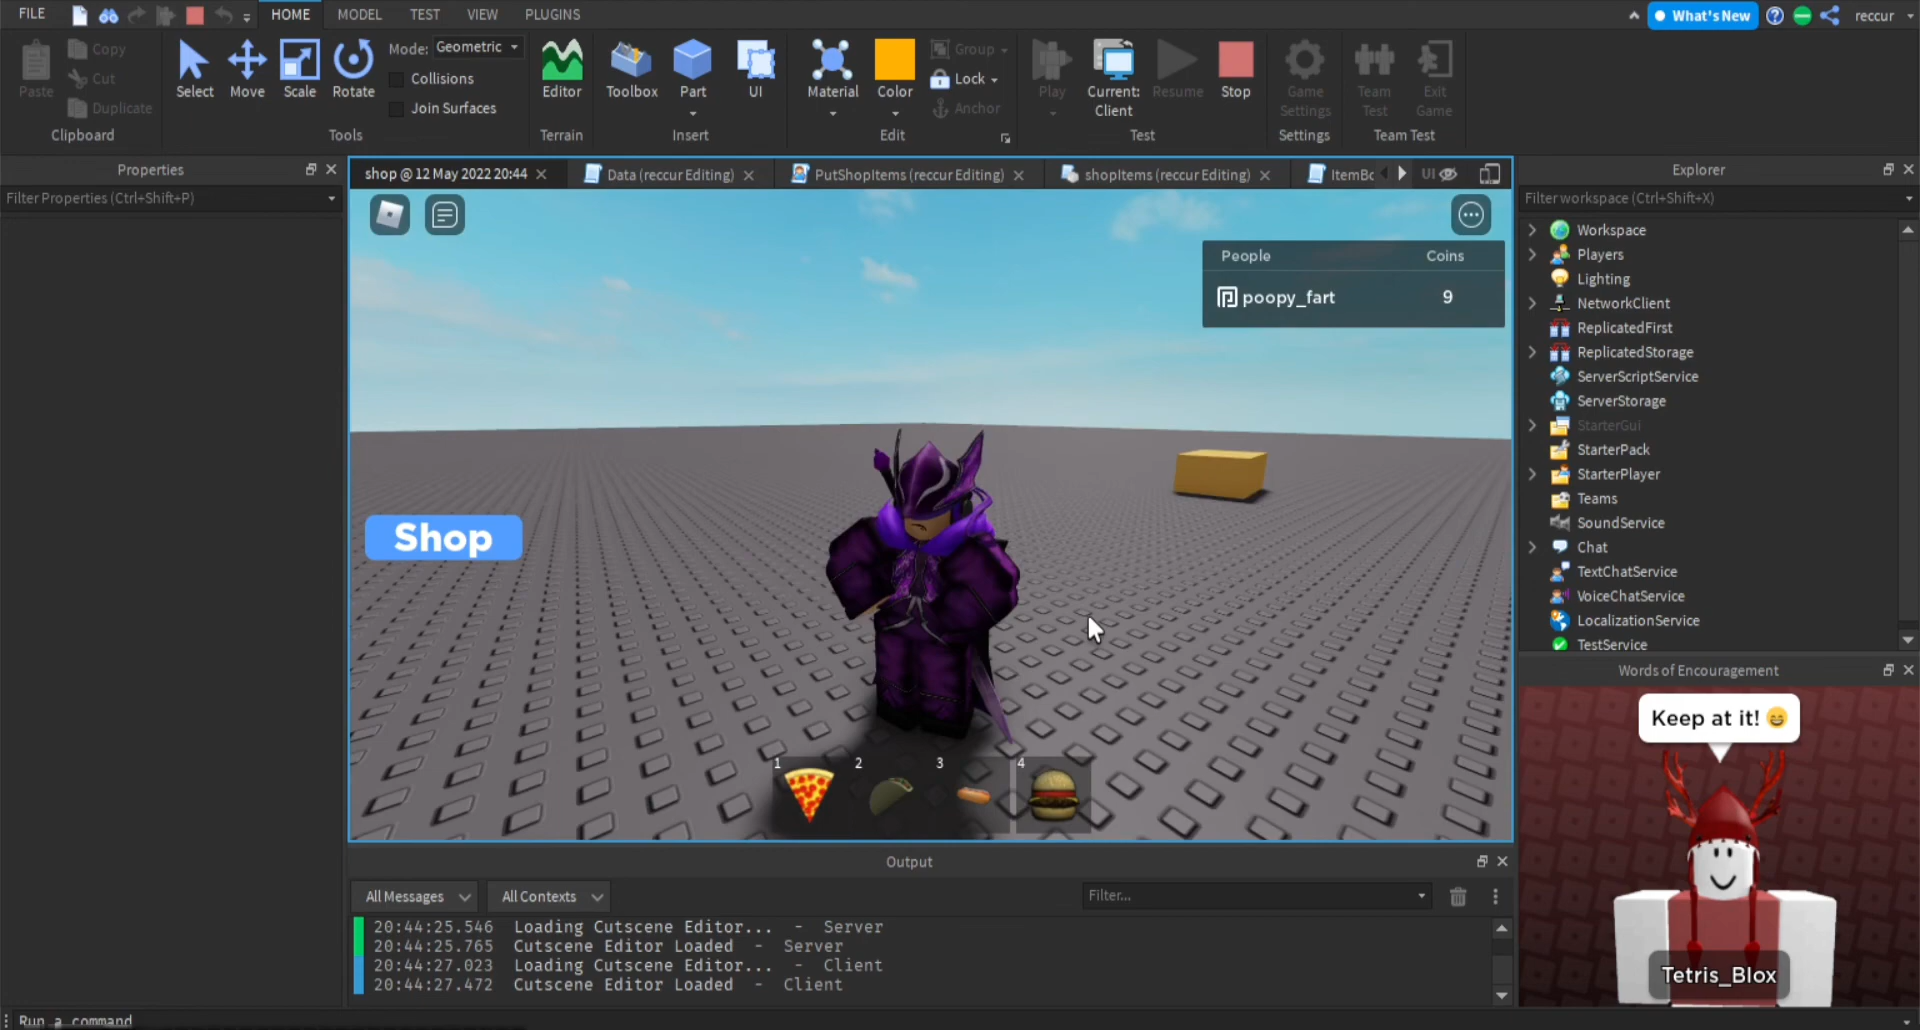 FILE HOME MODEL TEST VIEW PLUGINS What's New reccur
Paste Copy Cut Duplicate Clipboard
Select Move Scale Rotate Mode: Geometric Collisions Join Surfaces Tools
Editor Terrain
Toolbox Part UI Insert
Material Color Group Lock Anchor Edit
Play Current: Client Resume Stop Test
Game Settings Settings
Team Test Exit Game Team Test
Properties
Filter Properties (Ctrl+Shift+P)
shop @ 12 May 2022 20:44 Data (reccur Editing) PutShopItems (reccur Editing) shopItems (reccur Editing) UI
People Coins
poopy_fart 9
Shop
1 2 3 4
Output
All Messages All Contexts Filter...
20:44:25.546 Loading Cutscene Editor... - Server
20:44:25.765 Cutscene Editor Loaded - Server
20:44:27.023 Loading Cutscene Editor... - Client
20:44:27.472 Cutscene Editor Loaded - Client
Run a command
Explorer
Filter workspace (Ctrl+Shift+X)
Workspace
Players
Lighting
NetworkClient
ReplicatedFirst
ReplicatedStorage
ServerScriptService
ServerStorage
StarterGui
StarterPack
StarterPlayer
Teams
SoundService
Chat
TextChatService
VoiceChatService
LocalizationService
TestService
Words of Encouragement
Keep at it! 😄
Tetris_Blox